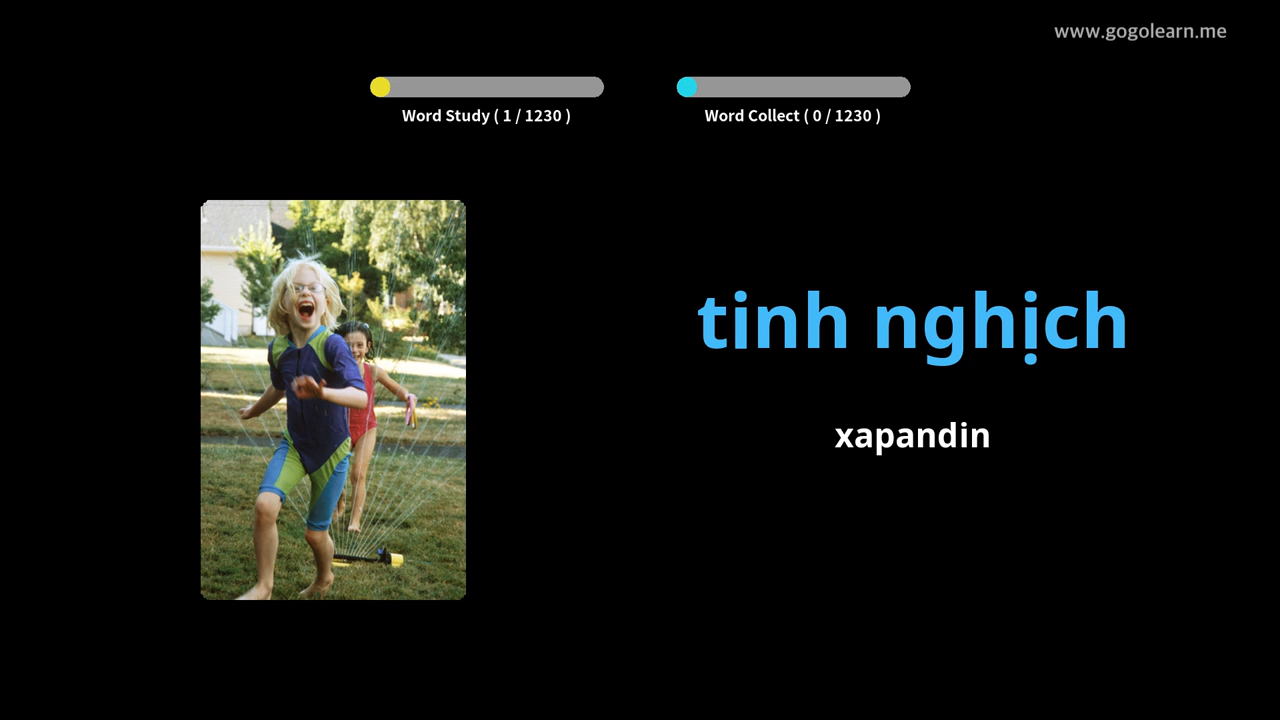 www.gogolearn.me
Word Study ( 1 / 1230 )
Word Collect ( 0 / 1230 )
tinh nghịch
xapandin